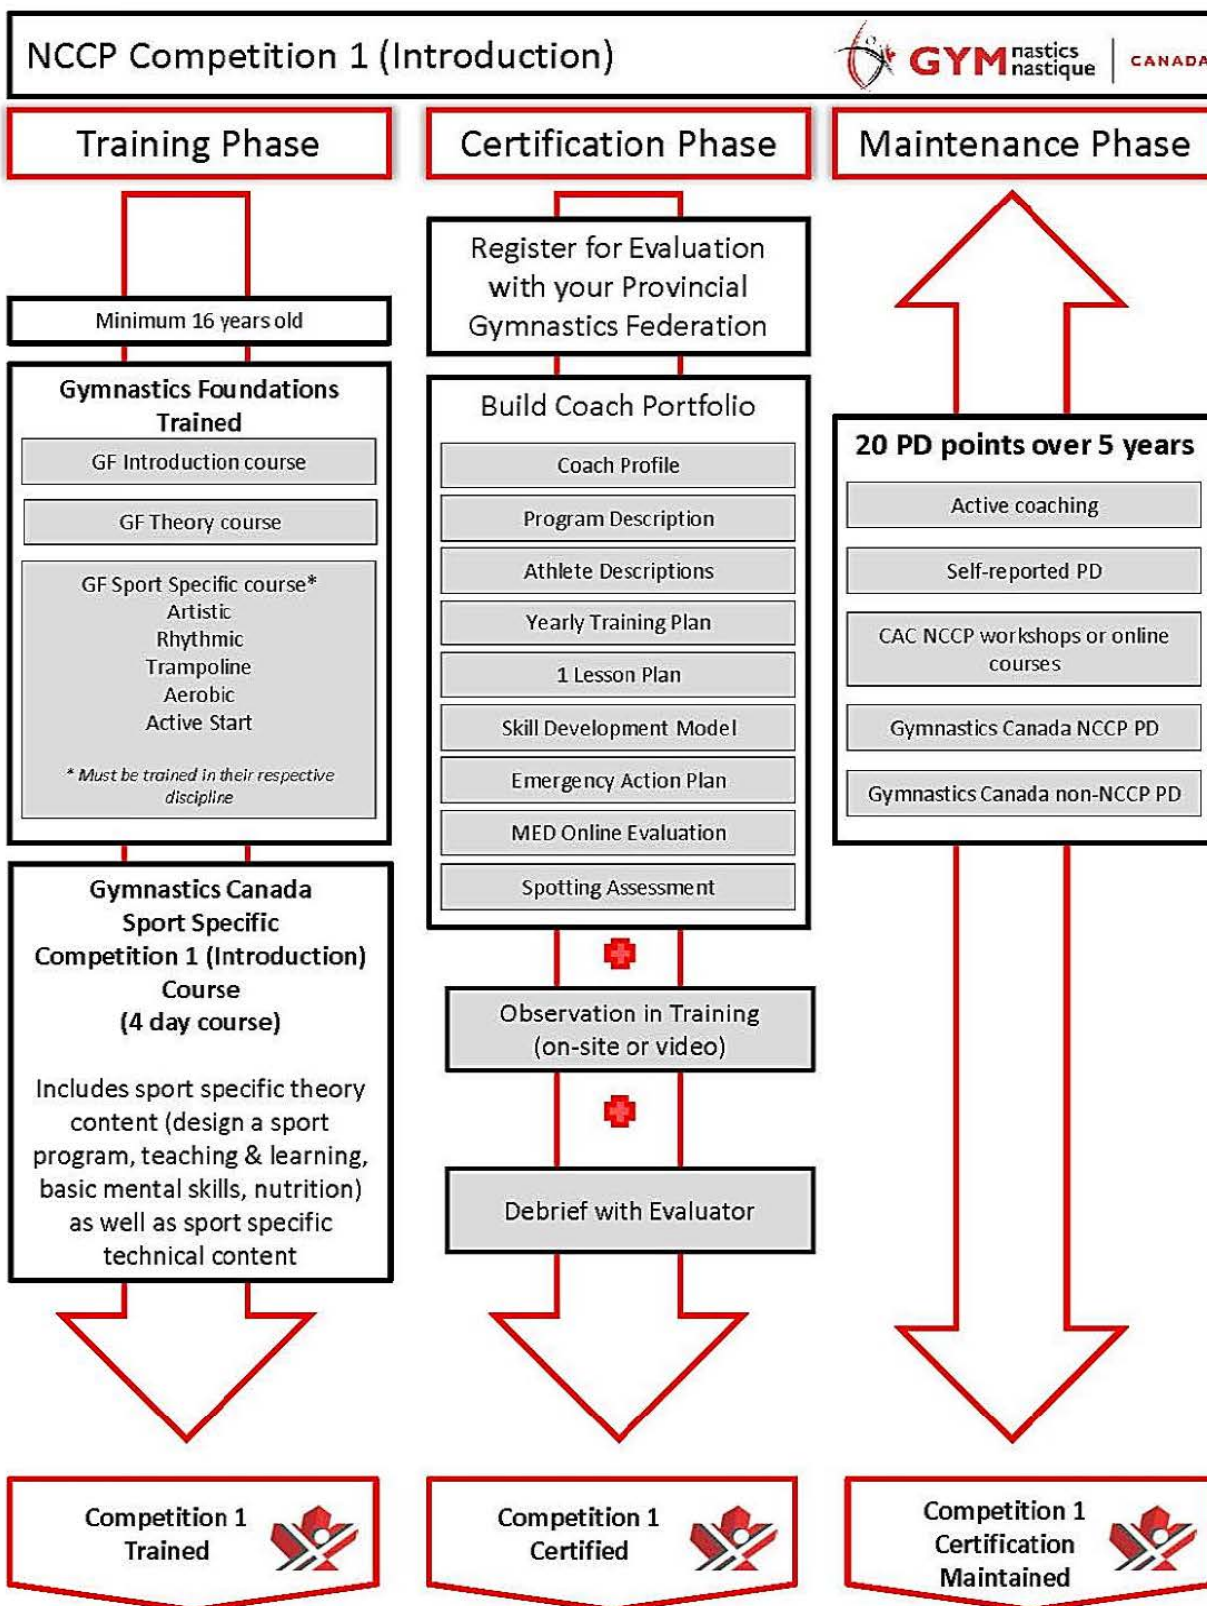 NCCP Competition 1 (Introduction)
GYMnastics
nastique
CANADA
Training Phase
Minimum 16 years old
Gymnastics Foundations
Trained
GF Introduction course
GF Theory course
GF Sport Specific course*
Artistic
Rhythmic
Trampoline
Aerobic
Active Start
* Must be trained in their respective
discipline
Gymnastics Canada
Sport Specific
Competition 1 (Introduction)
Course
(4 day course)
Includes sport specific theory
content (design a sport
program, teaching & learning,
basic mental skills, nutrition)
as well as sport specific
technical content
Competition 1
Trained
Certification Phase
Register for Evaluation
with your Provincial
Gymnastics Federation
Build Coach Portfolio
Coach Profile
Program Description
Athlete Descriptions
Yearly Training Plan
1 Lesson Plan
Skill Development Model
Emergency Action Plan
MED Online Evaluation
Spotting Assessment
Observation in Training
(on-site or video)
Debrief with Evaluator
Competition 1
Certified
Maintenance Phase
20 PD points over 5 years
Active coaching
Self-reported PD
CAC NCCP workshops or online
courses
Gymnastics Canada NCCP PD
Gymnastics Canada non-NCCP PD
Competition 1
Certification
Maintained